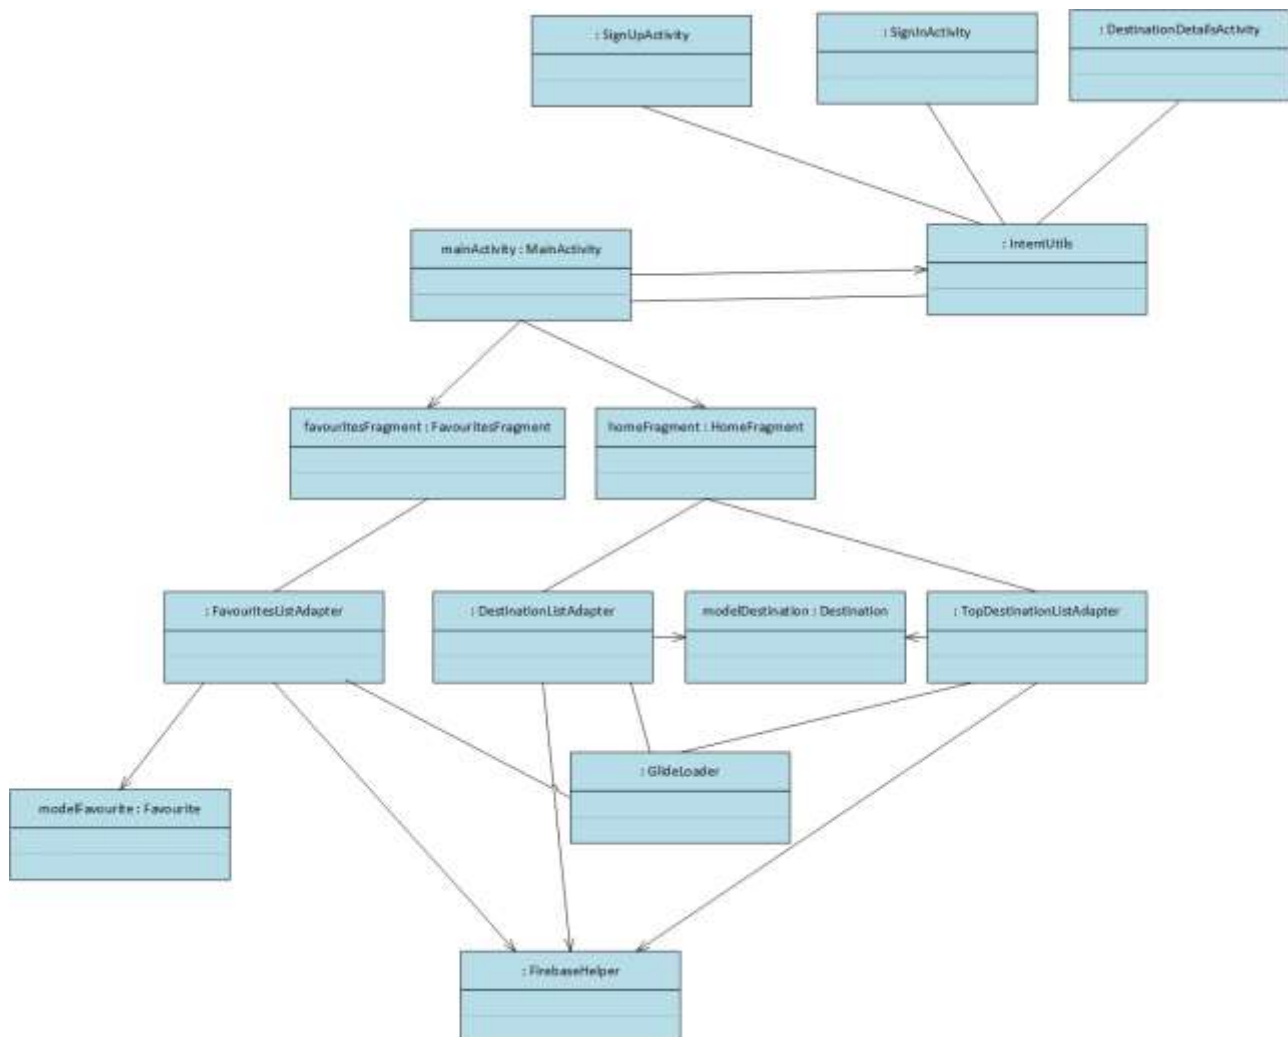 : SignUpActivity
: SignInActivity
: DestinationDetailsActivity
mainActivity : MainActivity
: IntentUtils
favouritesFragment : FavouritesFragment
homeFragment : HomeFragment
: FavouritesListAdapter
: DestinationListAdapter
modelDestination : Destination
: TopDestinationListAdapter
: GlideLoader
modelFavourite : Favourite
: FirebaseHelper